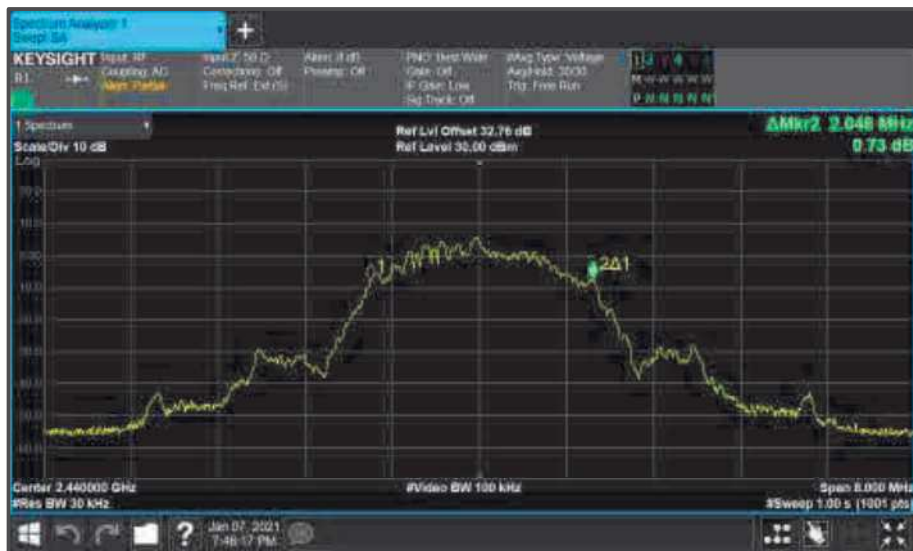 Spectrum Analyzer 1
Swept SA
+
KEYSIGHT Input: RF Input Z: 50 Ω Atten: 8 dB PNO: Best Wide #Avg Type: Voltage 1 3 4
R L Coupling: AC Corrections: Off Preamp: Off Gate: Off Avg|Hold: 30/30 M W W W W W
Align: Partial Freq Ref: Ext (S) IF Gain: Low Trig: Free Run
Sig Track: Off P N N N N N
1 Spectrum
Ref Lvl Offset 32.76 dB ΔMkr2 2.048 MHz
Scale/Div 10 dB Ref Level 30.00 dBm 0.73 dB
Log
1
2Δ1
Center 2.440000 GHz #Video BW 100 kHz Span 8.000 MHz
#Res BW 30 kHz #Sweep 1.00 s (1001 pts)
? Jan 07, 2021
7:46:17 PM